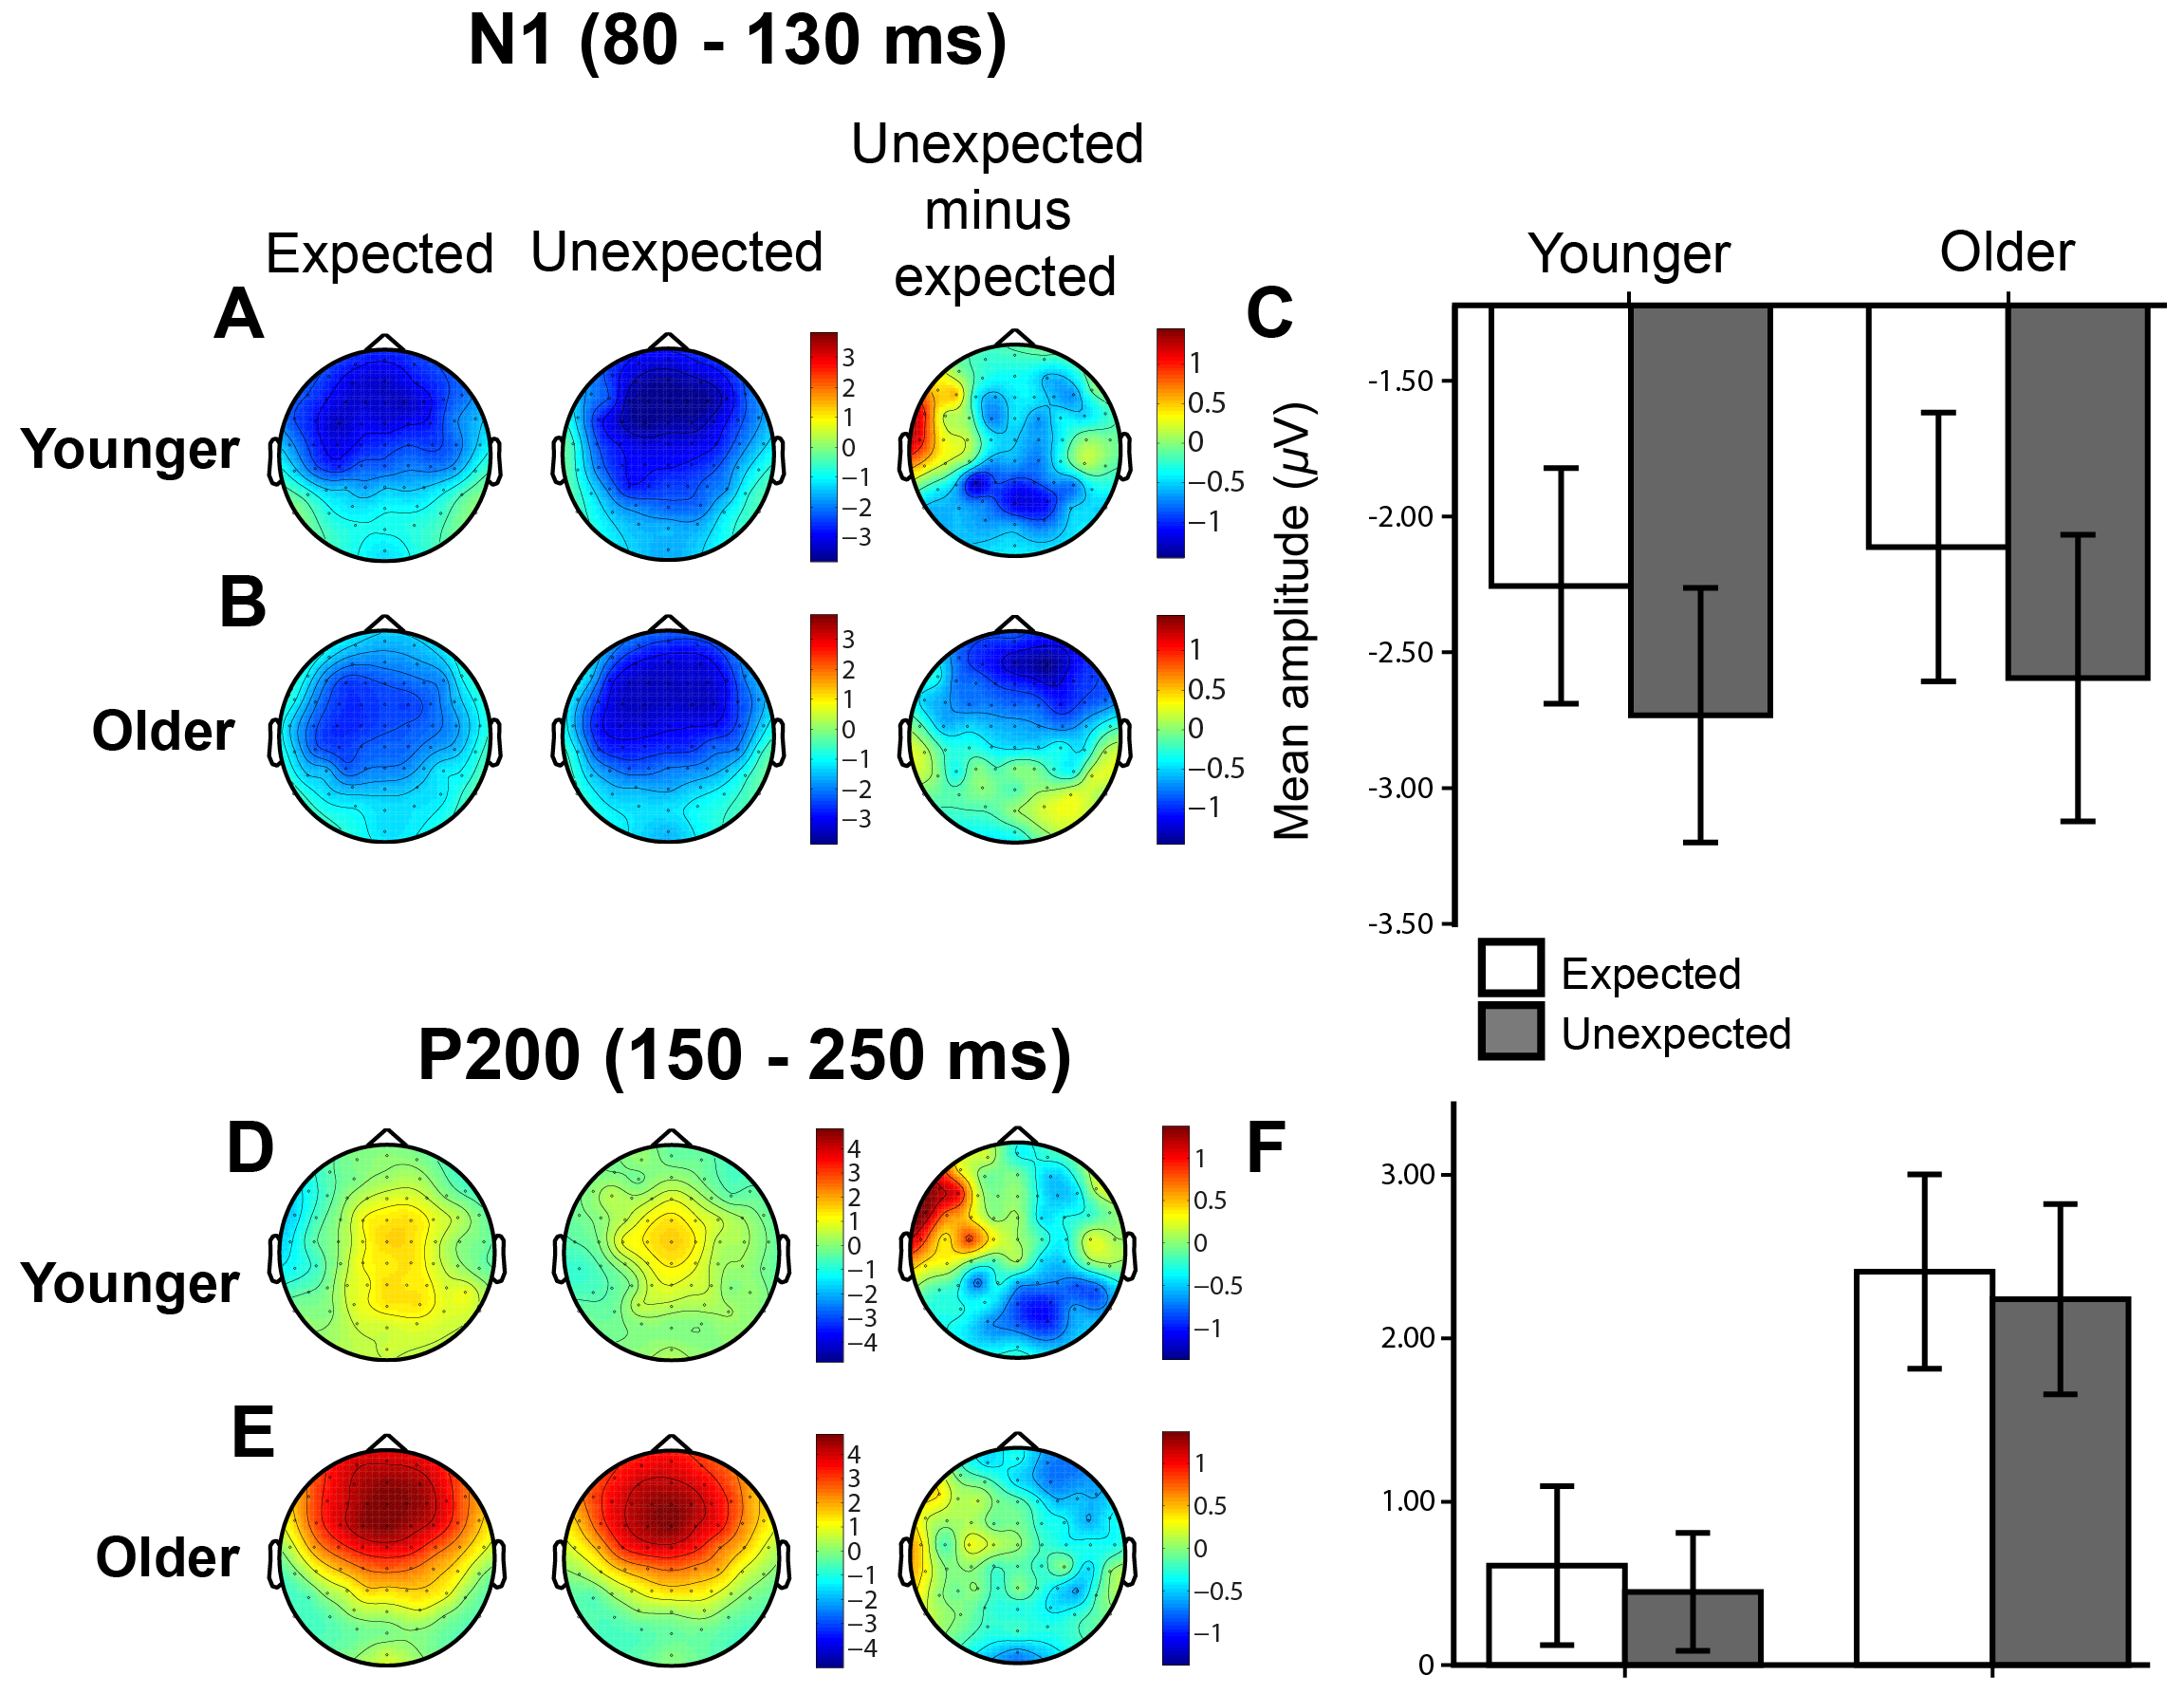 N1 (80 - 130 ms)
Expected
Unexpected
Unexpected
minus
expected
A
3
2
1
0
−1
−2
−3
1
0.5
0
−0.5
−1
Younger
B
3
2
1
0
−1
−2
−3
1
0.5
0
−0.5
−1
Older
C
Younger
Older
Mean amplitude (µV)
-1.50
-2.00
-2.50
-3.00
-3.50
Expected
Unexpected
P200 (150 - 250 ms)
D
4
3
2
1
0
−1
−2
−3
−4
1
0.5
0
−0.5
−1
Younger
E
4
3
2
1
0
−1
−2
−3
−4
1
0.5
0
−0.5
−1
Older
F
3.00
2.00
1.00
0